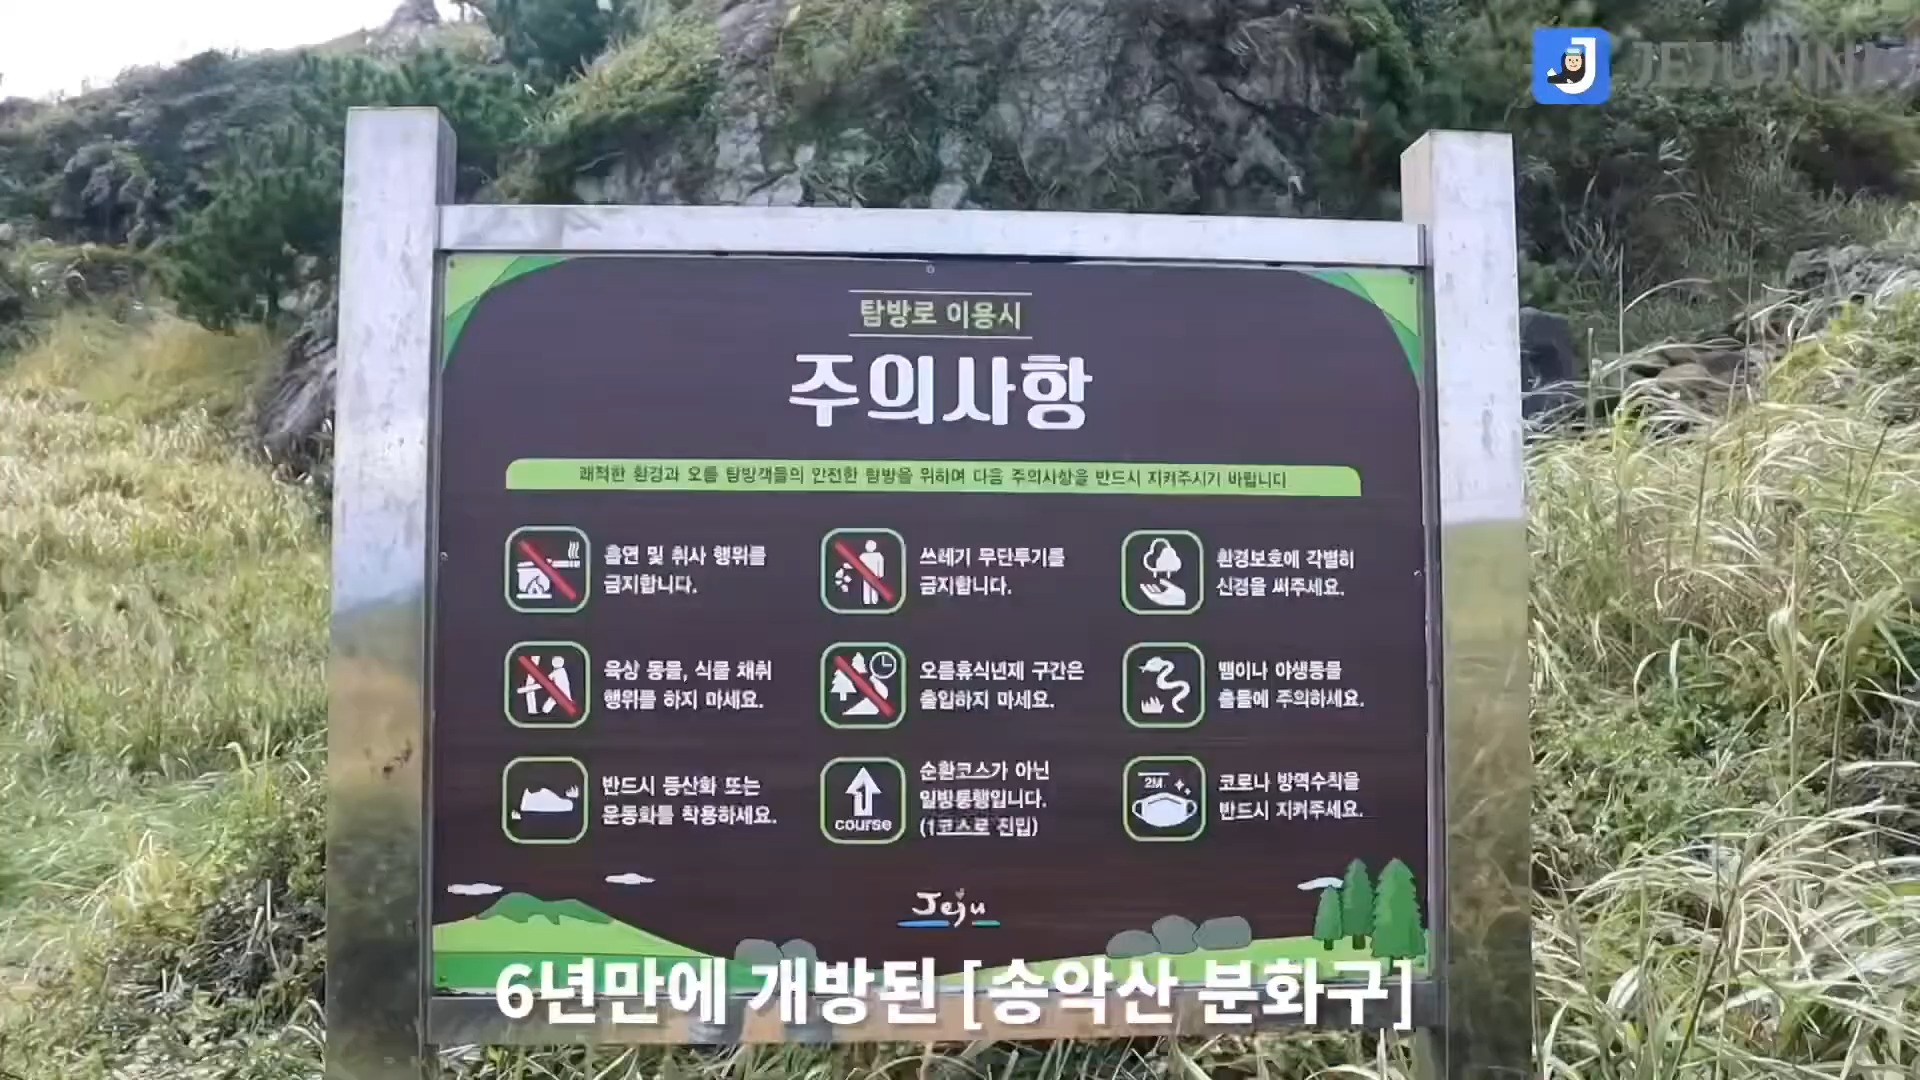 JEJUJINI
탐방로 이용시
주의사항
쾌적한 환경과 오름 탐방객들의 안전한 탐방을 위하여 다음 주의사항을 반드시 지켜주시기 바랍니다
흡연 및 취사 행위를
금지합니다.
쓰레기 무단투기를
금지합니다.
환경보호에 각별히
신경을 써주세요.
육상 동물, 식물 채취
행위를 하지 마세요.
오름휴식년제 구간은
출입하지 마세요.
뱀이나 야생동물
출몰에 주의하세요.
반드시 등산화 또는
운동화를 착용하세요.
course
순환코스가 아닌
일방통행입니다.
(1코스로 진입)
2M
코로나 방역수칙을
반드시 지켜주세요.
Jeju
6년만에 개방된 [송악산 분화구]